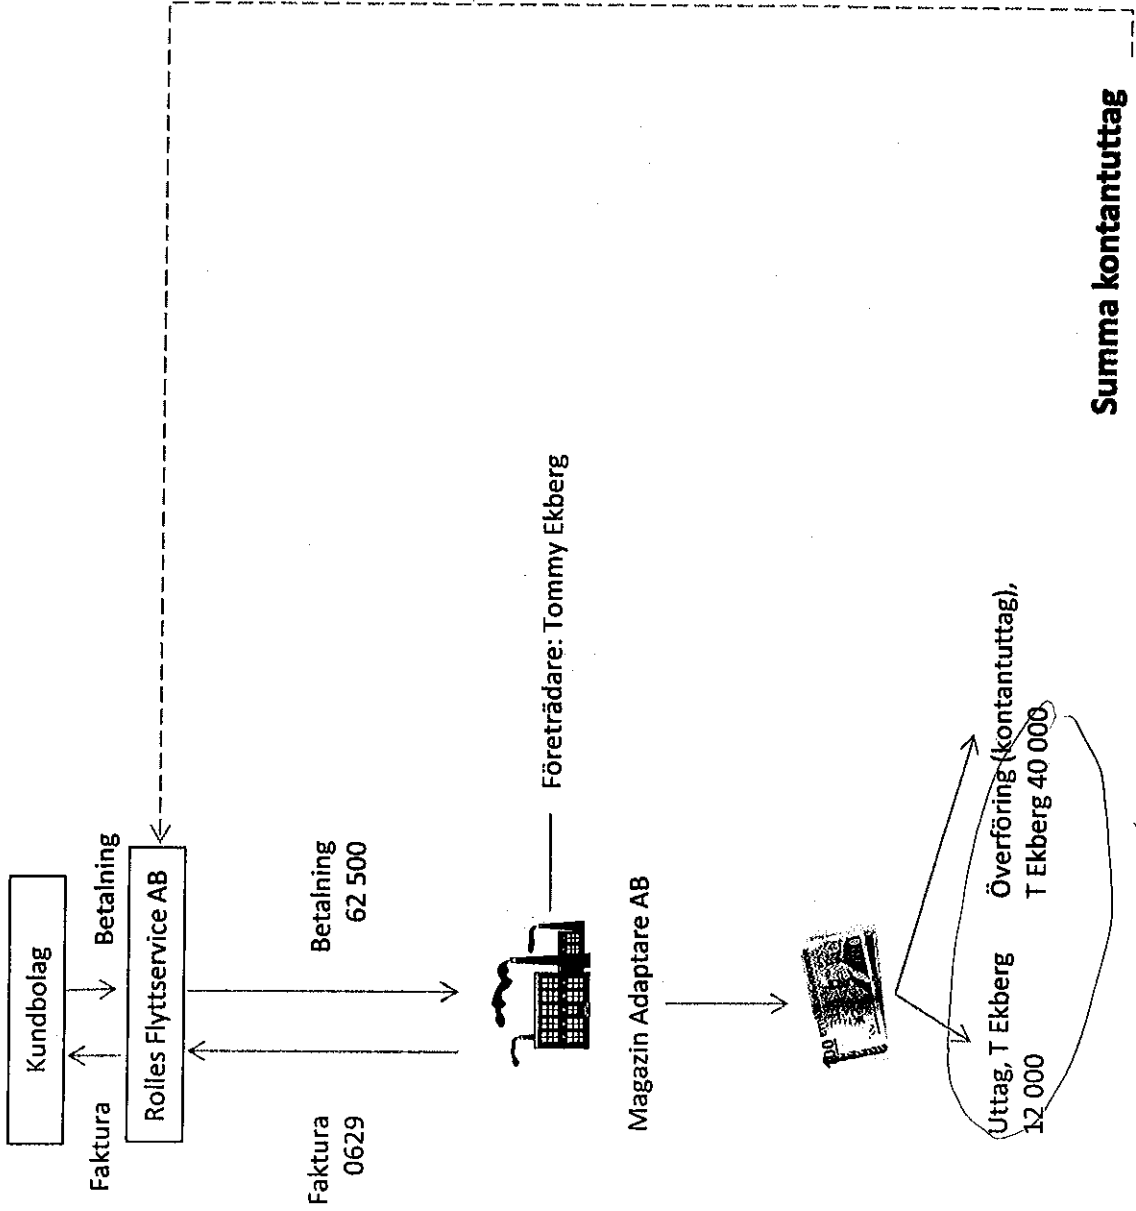 Kundbolag
Faktura
Betalning
Rolles Flyttservice AB
Faktura
0629
Betalning
62 500
Företrädare: Tommy Ekberg
Magazin Adaptare AB
100
Uttag, T Ekberg
12 000
Överföring (kontantuttag),
T Ekberg 40 000
Summa kontantuttag